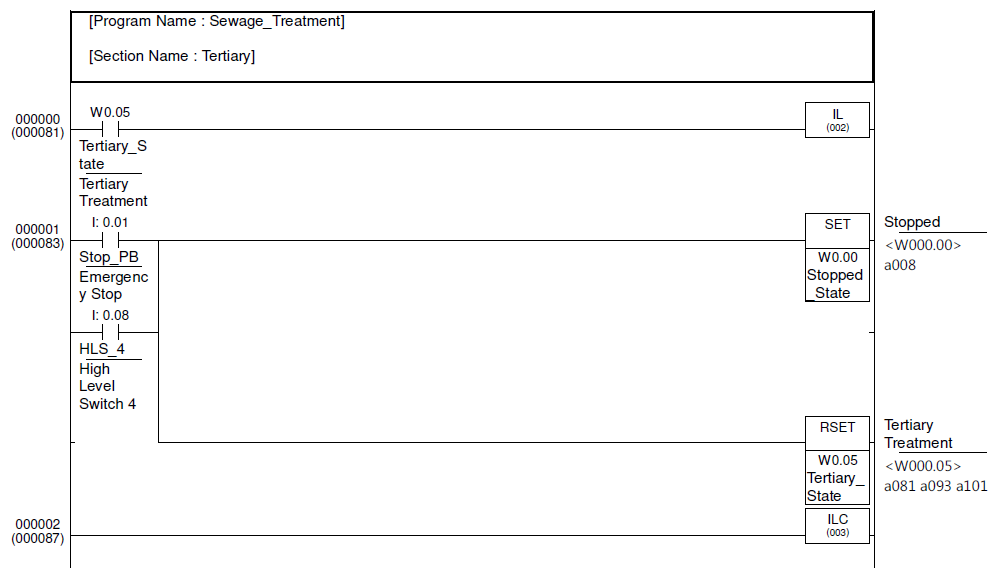 [Program Name : Sewage_Treatment]
[Section Name : Tertiary]
000000
(000081)
W0.05
Tertiary_S
tate
Tertiary
Treatment
IL
(002)
000001
(000083)
I: 0.01
Stop_PB
Emergenc
y Stop
SET
W0.00
Stopped
_State
Stopped
<W000.00>
a008
I: 0.08
HLS_4
High
Level
Switch 4
RSET
W0.05
Tertiary_
State
Tertiary
Treatment
<W000.05>
a081 a093 a101
000002
(000087)
ILC
(003)